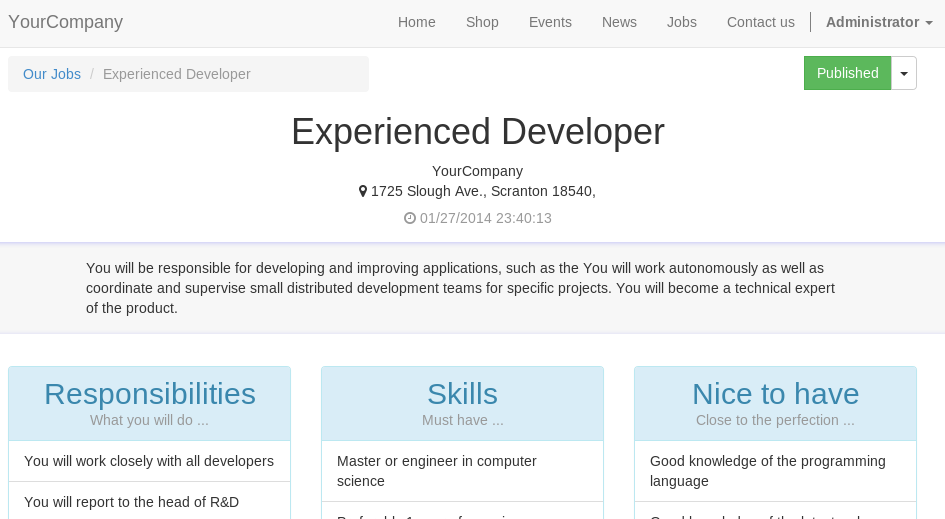 YourCompany Home Shop Events News Jobs Contact us Administrator
Our Jobs / Experienced Developer
Published
Experienced Developer
YourCompany
1725 Slough Ave., Scranton 18540,
01/27/2014 23:40:13
You will be responsible for developing and improving applications, such as the You will work autonomously as well as
coordinate and supervise small distributed development teams for specific projects. You will become a technical expert
of the product.
Responsibilities
What you will do ...
You will work closely with all developers
You will report to the head of R&D
Skills
Must have ...
Master or engineer in computer
science
Nice to have
Close to the perfection ...
Good knowledge of the programming
language